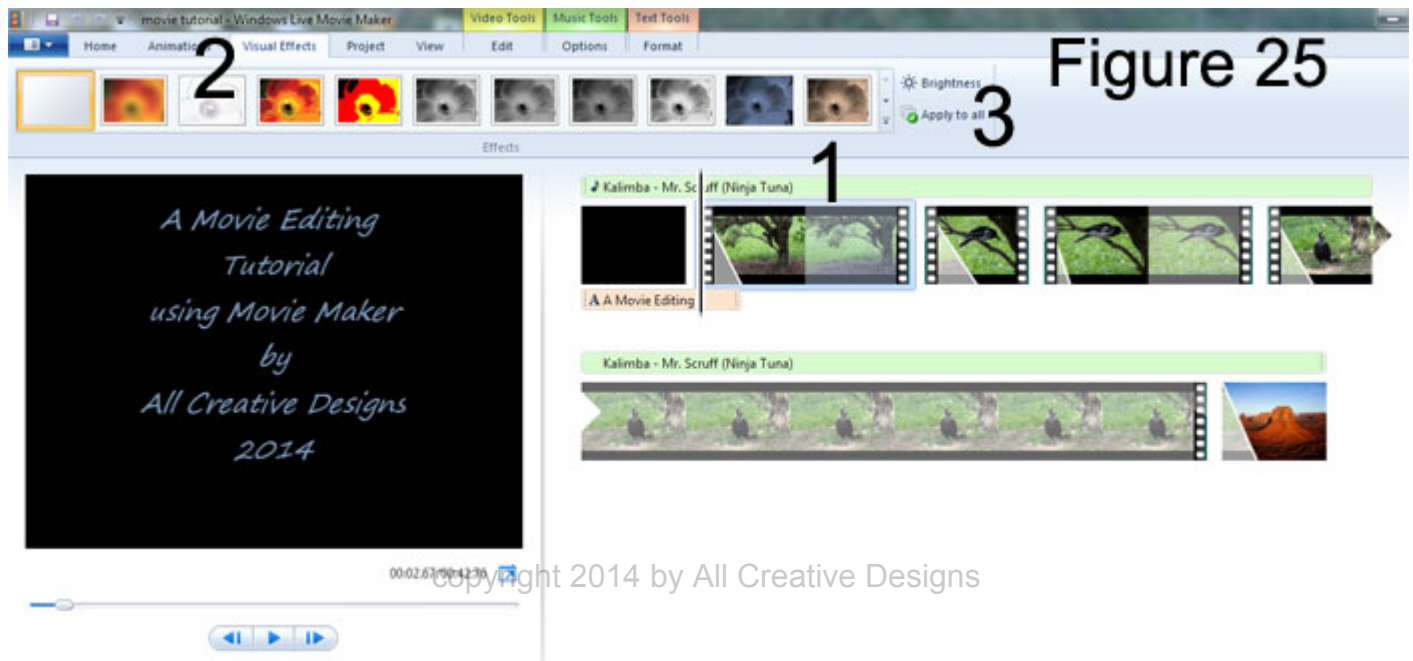 movie tutorial - Windows Live Movie Maker
Video Tools Music Tools Text Tools
Home Visual Effects Project View Edit Options Format
Figure 25
2
Brightness
Apply to all
3
Effects
1
Kalimba - Mr. Scruff (Ninja Tuna)
A Movie Editing
Tutorial
using Movie Maker
by
All Creative Designs
2014
A A Movie Editing
Kalimba - Mr. Scruff (Ninja Tuna)
copyright 2014 by All Creative Designs